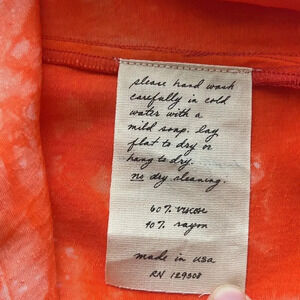 please hand wash
carefully in cold
water with a
mild soap. lay
flat to dry or
hang to dry.
no dry cleaning.
60% viscose
40% rayon
made in usa
RN 129508